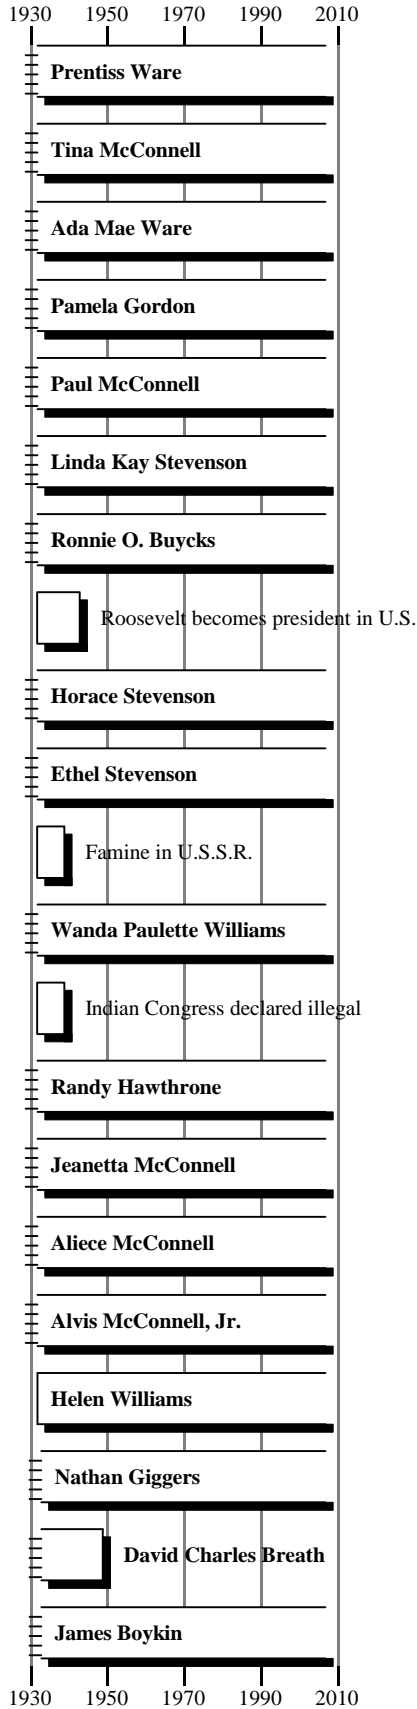 1930 1950 1970 1990 2010
Prentiss Ware
Tina McConnell
Ada Mae Ware
Pamela Gordon
Paul McConnell
Linda Kay Stevenson
Ronnie O. Buycks
Roosevelt becomes president in U.S.
Horace Stevenson
Ethel Stevenson
Famine in U.S.S.R.
Wanda Paulette Williams
Indian Congress declared illegal
Randy Hawthrone
Jeanetta McConnell
Aliece McConnell
Alvis McConnell, Jr.
Helen Williams
Nathan Giggers
David Charles Breath
James Boykin
1930 1950 1970 1990 2010